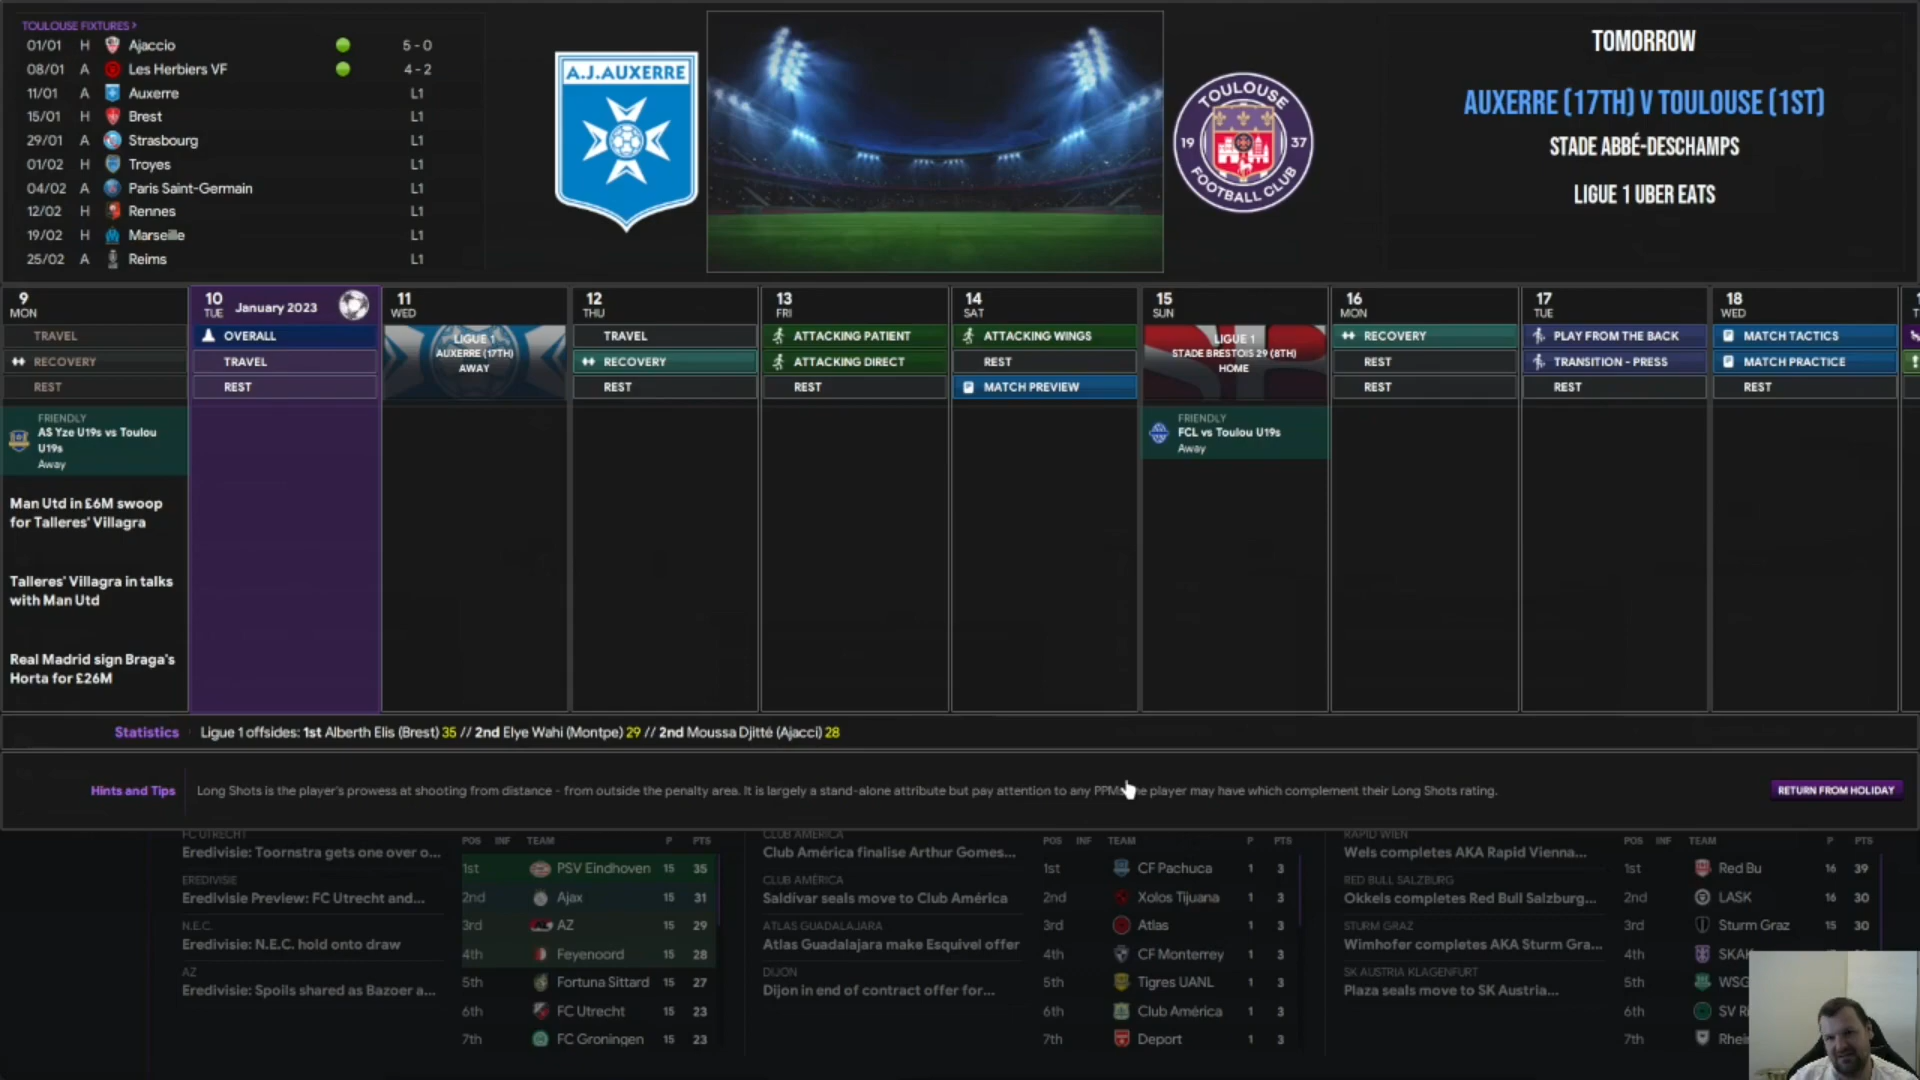 TOULOUSE FIXTURES >
01/01 H Ajaccio 5 - 0
08/01 A Les Herbiers VF 4 - 2
11/01 A Auxerre L1
15/01 H Brest L1
29/01 A Strasbourg L1
01/02 H Troyes L1
04/02 A Paris Saint-Germain L1
12/02 H Rennes L1
19/02 H Marseille L1
25/02 A Reims L1
A.J.AUXERRE
TOULOUSE
19 37
FOOTBALL CLUB
TOMORROW
AUXERRE (17TH) V TOULOUSE (1ST)
STADE ABBÉ-DESCHAMPS
LIGUE 1 UBER EATS
9
MON
TRAVEL
RECOVERY
REST
FRIENDLY
AS Yze U19s vs Toulou
U19s
Away
Man Utd in £6M swoop
for Talleres' Villagra
Talleres' Villagra in talks
with Man Utd
Real Madrid sign Braga's
Horta for £26M
10 January 2023
TUE
OVERALL
TRAVEL
REST
11
WED
LIGUE 1
AUXERRE (17TH)
AWAY
12
THU
TRAVEL
RECOVERY
REST
13
FRI
ATTACKING PATIENT
ATTACKING DIRECT
REST
14
SAT
ATTACKING WINGS
REST
MATCH PREVIEW
15
SUN
LIGUE 1
STADE BRESTOIS 29 (8TH)
HOME
FRIENDLY
FCL vs Toulou U19s
Away
16
MON
RECOVERY
REST
REST
17
TUE
PLAY FROM THE BACK
TRANSITION - PRESS
REST
18
WED
MATCH TACTICS
MATCH PRACTICE
REST
Statistics Ligue 1 offsides: 1st Alberth Elis (Brest) 35 // 2nd Elye Wahi (Montpe) 29 // 2nd Moussa Djitté (Ajacci) 28
Hints and Tips Long Shots is the player's prowess at shooting from distance - from outside the penalty area. It is largely a stand-alone attribute but pay attention to any player may have which complement their Long Shots rating.
RETURN FROM HOLIDAY
FC UTRECHT
Eredivisie: Toornstra gets one over o...
EREDIVISIE
Eredivisie Preview: FC Utrecht and...
N.E.C.
Eredivisie: N.E.C. hold onto draw
AZ
Eredivisie: Spoils shared as Bazoer a...
POS INF TEAM P PTS
1st PSV Eindhoven 15 35
2nd Ajax 15 31
3rd AZ 15 29
4th Feyenoord 15 28
5th Fortuna Sittard 15 27
6th FC Utrecht 15 23
7th FC Groningen 15 23
CLUB AMÉRICA
Club América finalise Arthur Gomes...
CLUB AMÉRICA
Saldívar seals move to Club América
ATLAS GUADALAJARA
Atlas Guadalajara make Esquivel offer
DIJON
Dijon in end of contract offer for...
POS INF TEAM P PTS
1st CF Pachuca 1 3
2nd Xolos Tijuana 1 3
3rd Atlas 1 3
4th CF Monterrey 1 3
5th Tigres UANL 1 3
6th Club América 1 3
7th Deport 1 3
RAPID WIEN
Wels completes AKA Rapid Vienna...
RED BULL SALZBURG
Okkels completes Red Bull Salzburg...
STURM GRAZ
Wimhofer completes AKA Sturm Gra...
SK AUSTRIA KLAGENFURT
Plaza seals move to SK Austria...
POS INF TEAM P PTS
1st Red Bu 16 39
2nd LASK 16 30
3rd Sturm Graz 15 30
4th SKA
5th WSG
6th SV
7th Rhei